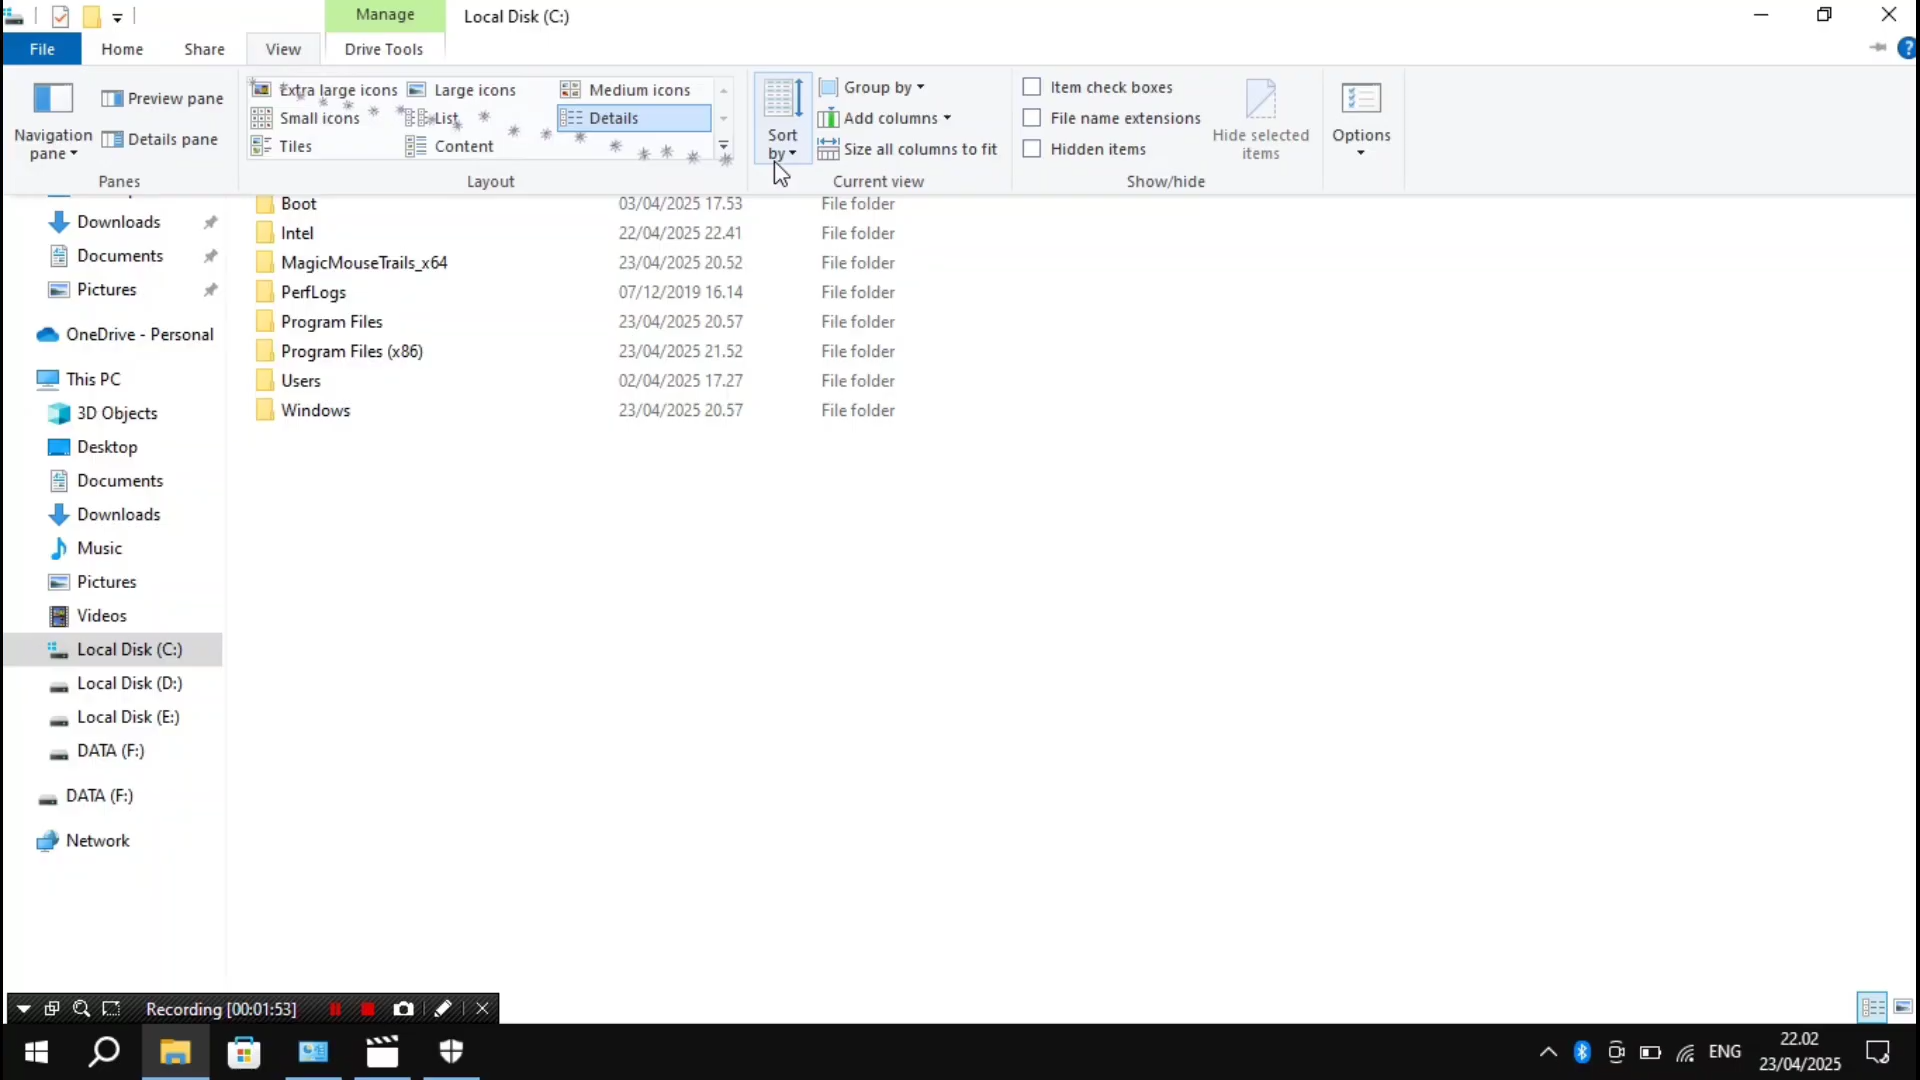 Manage
Local Disk (C:)
File
Home
Share
View
Drive Tools
Navigation
pane
Preview pane
Details pane
Panes
Extra large icons
Large icons
Medium icons
Small icons
List
Details
Tiles
Content
Layout
Sort
by
Group by
Add columns
Size all columns to fit
Current view
Item check boxes
File name extensions
Hidden items
Hide selected
items
Show/hide
Options
Downloads
Documents
Pictures
OneDrive - Personal
This PC
3D Objects
Desktop
Documents
Downloads
Music
Pictures
Videos
Local Disk (C:)
Local Disk (D:)
Local Disk (E:)
DATA (F:)
DATA (F:)
Network
Boot 03/04/2025 17.53 File folder
Intel 22/04/2025 22.41 File folder
MagicMouseTrails_x64 23/04/2025 20.52 File folder
PerfLogs 07/12/2019 16.14 File folder
Program Files 23/04/2025 20.57 File folder
Program Files (x86) 23/04/2025 21.52 File folder
Users 02/04/2025 17.27 File folder
Windows 23/04/2025 20.57 File folder
Recording [00:01:53]
ENG
22.02
23/04/2025